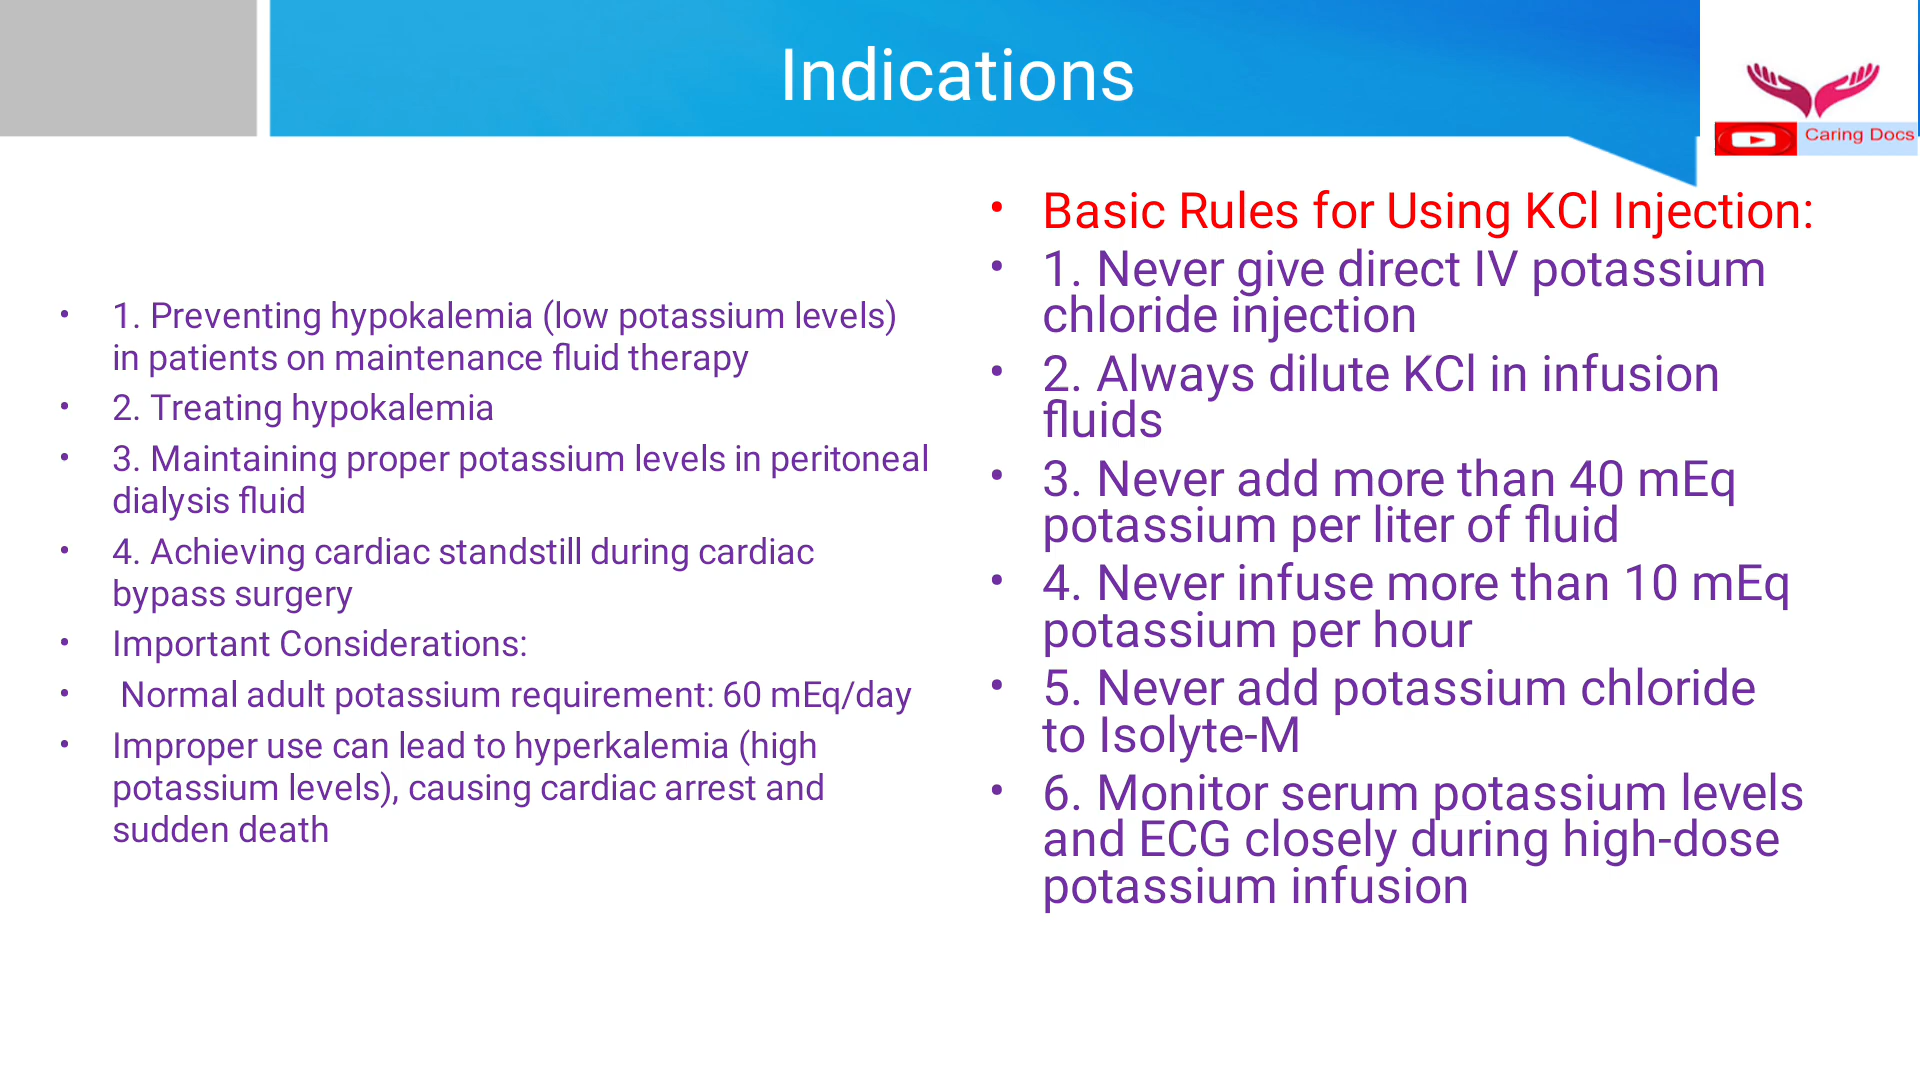 Indications
Caring Docs
• 1. Preventing hypokalemia (low potassium levels)
in patients on maintenance fluid therapy
• 2. Treating hypokalemia
• 3. Maintaining proper potassium levels in peritoneal
dialysis fluid
• 4. Achieving cardiac standstill during cardiac
bypass surgery
• Important Considerations:
• Normal adult potassium requirement: 60 mEq/day
• Improper use can lead to hyperkalemia (high
potassium levels), causing cardiac arrest and
sudden death
• Basic Rules for Using KCl Injection:
• 1. Never give direct IV potassium
chloride injection
• 2. Always dilute KCl in infusion
fluids
• 3. Never add more than 40 mEq
potassium per liter of fluid
• 4. Never infuse more than 10 mEq
potassium per hour
• 5. Never add potassium chloride
to Isolyte-M
• 6. Monitor serum potassium levels
and ECG closely during high-dose
potassium infusion